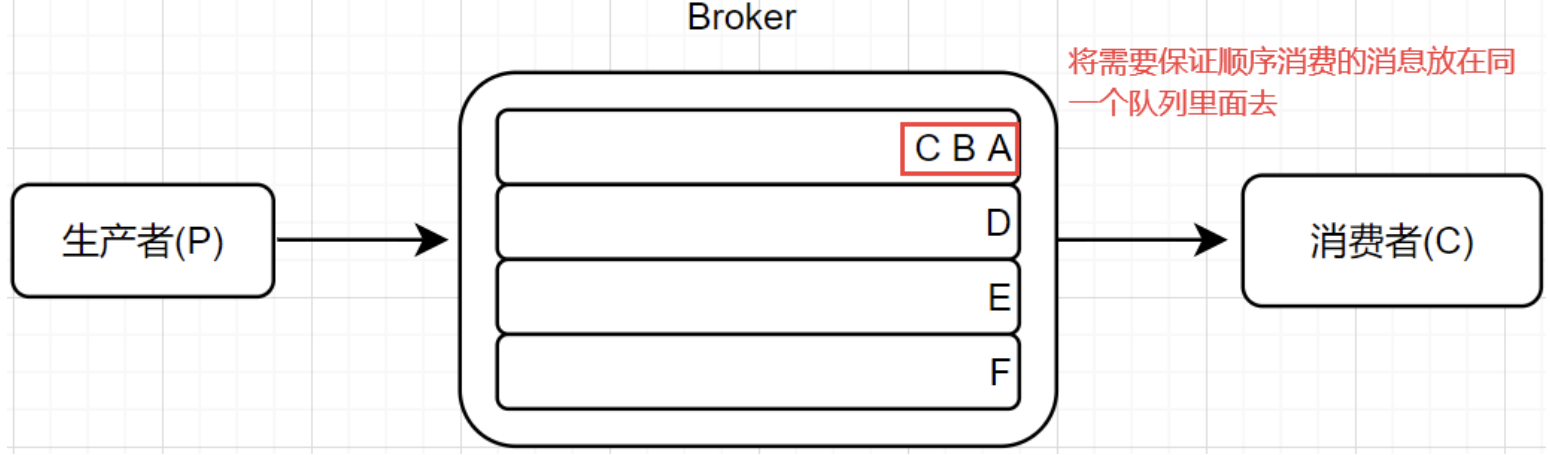 Broker
将需要保证顺序消费的消息放在同
一个队列里面去
C B A
生产者(P)
D
消费者(C)
E
F